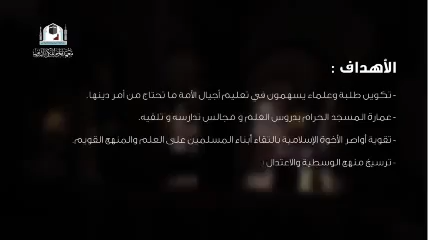 الأهداف :
- تكوين طلبة وعلماء يسهمون في تعليم أجيال الأمة ما تحتاج من أمر دينها.
- عمارة المسجد الحرام بدروس العلم و مجالس تدارسه و تلقيه.
- تقوية أواصر الأخوة الإسلامية بالتقاء أبناء المسلمين على العلم والمنهج القويم.
- ترسيخ منهج الوسطية والاعتدال :